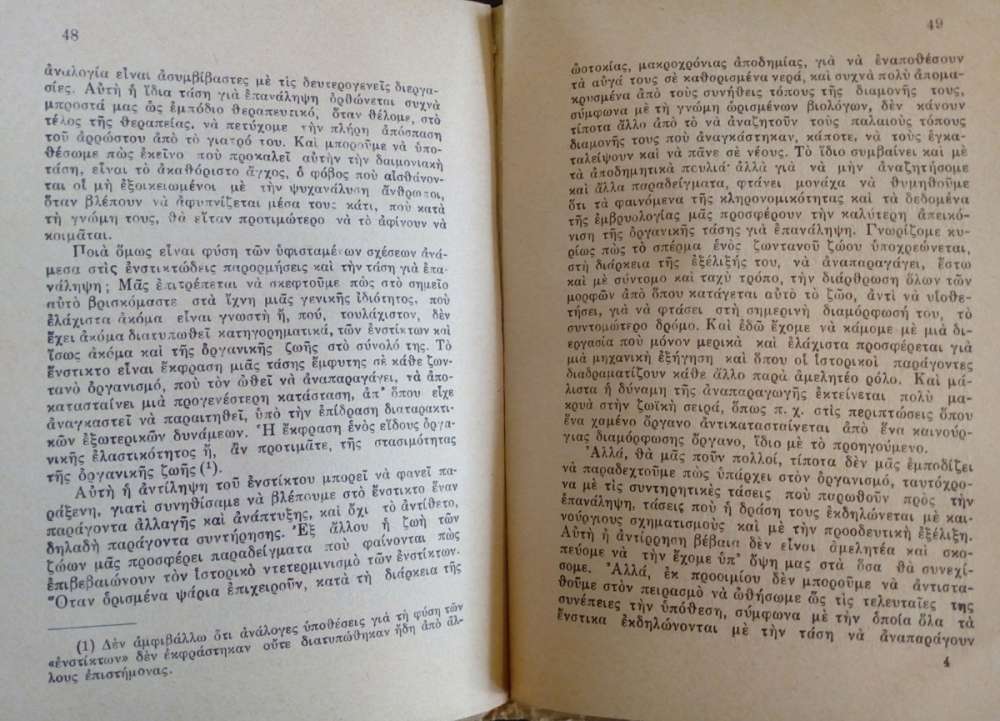 48
ἀναλογία εἶναι ἀσυμβίβαστες μὲ τὶς δευτερογενεῖς διεργα-
σίες. Αὐτὴ ἡ ἴδια τάση γιὰ ἐπανάληψη ὀρθώνεται συχνὰ
μπροστά μας ὡς ἐμπόδιο θεραπευτικό, ὅταν θέλομε, στὸ
τέλος τῆς θεραπείας, νὰ πετύχομε τὴν πλήρη ἀπόσπαση
τοῦ ἀρρώστου ἀπὸ τὸ γιατρό του. Καὶ μποροῦμε νὰ ὑπο-
θέσωμε πὼς ἐκεῖνο ποὺ προκαλεῖ αὐτὴν τὴν δαιμονιακὴ
τάση, εἶναι τὸ ἀκαθόριστο ἄγχος, ὁ φόβος ποὺ αἰσθάνον-
ται οἱ μὴ ἐξοικειωμένοι μὲ τὴν ψυχανάλυση ἄνθρωποι,
ὅταν βλέπουν νὰ ἀφυπνίζεται μέσα τους κάτι, ποὺ κατὰ
τὴ γνώμη τους, θὰ εἴταν προτιμώτερο νὰ τὸ ἀφίνουν νὰ
κοιμᾶται.
Ποιὰ ὅμως εἶναι φύση τῶν ὑφισταμένων σχέσεων ἀνά-
μεσα στὶς ἐνστικτώδεις παρορμήσεις καὶ τὴν τάση γιὰ ἐπα-
νάληψη; Μᾶς ἐπιτρέπεται νὰ σκεφτοῦμε πὼς στὸ σημεῖο
αὐτὸ βρισκόμαστε στὰ ἴχνη μιᾶς γενικῆς ἰδιότητος, ποὺ
ἐλάχιστα ἀκόμα εἶναι γνωστὴ ἤ, πού, τουλάχιστον, δὲν
ἔχει ἀκόμα διατυπωθεῖ κατηγορηματικά, τῶν ἐνστίκτων καὶ
ἴσως ἀκόμα καὶ τῆς ὀργανικῆς ζωῆς στὸ σύνολό της. Τὸ
ἔνστικτο εἶναι ἔκφραση μιᾶς τάσης ἔμφυτης σὲ κάθε ζων-
τανὸ ὀργανισμό, ποὺ τὸν ὠθεῖ νὰ ἀναπαραγάγει, νὰ ἀπο-
κατασταίνει μιὰ προγενέστερη κατάσταση, ἀπ' ὅπου εἶχε
ἀναγκαστεῖ νὰ παραιτηθεῖ, ὑπὸ τὴν ἐπίδραση διαταρακτι-
κῶν ἐξωτερικῶν δυνάμεων. Ἡ ἔκφραση ἑνὸς εἴδους ὀργα-
νικῆς ἐλαστικότητος ἤ, ἂν προτιμᾶτε, τῆς στασιμότητας
τῆς ὀργανικῆς ζωῆς (¹).
Αὐτὴ ἡ ἀντίληψη τοῦ ἐνστίκτου μπορεῖ νὰ φανεῖ πα-
ράξενη, γιατὶ συνηθίσαμε νὰ βλέπουμε στὸ ἔνστικτο ἕναν
παράγοντα ἀλλαγῆς καὶ ἀνάπτυξης, καὶ ὄχι τὸ ἀντίθετο,
δηλαδὴ παράγοντα συντήρησης. Ἐξ ἄλλου ἡ ζωὴ τῶν
ζώων μᾶς προσφέρει παραδείγματα ποὺ φαίνονται πὼς
ἐπιβεβαιώνουν τὸν ἱστορικὸ ντετερμινισμὸ τῶν ἐνστίκτων.
Ὅταν ὁρισμένα ψάρια ἐπιχειροῦν, κατὰ τὴ διάρκεια τῆς
(1) Δὲν ἀμφιβάλλω ὅτι ἀνάλογες ὑποθέσεις γιὰ τὴ φύση τῶν
«ἐνστίκτων» δὲν ἐκφράστηκαν οὔτε διατυπώθηκαν ἤδη ἀπὸ ἄλ-
λους ἐπιστήμονας.
49
ὠοτοκίας, μακροχρόνιας ἀποδημίας, γιὰ νὰ ἐναποθέσουν
τὰ αὐγά τους σὲ καθορισμένα νερά, καὶ συχνὰ πολὺ ἀπομα-
κρυσμένα ἀπὸ τοὺς συνήθεις τόπους τῆς διαμονῆς τους,
σύμφωνα μὲ τὴ γνώμη ὡρισμένων βιολόγων, δὲν κάνουν
τίποτα ἄλλο ἀπὸ τὸ νὰ ἀναζητοῦν τοὺς παλαιοὺς τόπους
διαμονῆς τους ποὺ ἀναγκάστηκαν, κάποτε, νὰ τοὺς ἐγκα-
ταλείψουν καὶ νὰ πᾶνε σὲ νέους. Τὸ ἴδιο συμβαίνει καὶ μὲ
τὰ ἀποδημητικὰ πουλιά· ἀλλὰ γιὰ νὰ μὴν ἀναζητήσομε
καὶ ἄλλα παραδείγματα, φτάνει μονάχα νὰ θυμηθοῦμε
ὅτι τὰ φαινόμενα τῆς κληρονομικότητας καὶ τὰ δεδομένα
τῆς ἐμβρυολογίας μᾶς προσφέρουν τὴν καλύτερη ἀπεικό-
νιση τῆς ὀργανικῆς τάσης γιὰ ἐπανάληψη. Γνωρίζομε κυ-
ρίως πὼς τὸ σπέρμα ἑνὸς ζωντανοῦ ζώου ὑποχρεώνεται,
στὴ διάρκεια τῆς ἐξέλιξής του, νὰ ἀναπαραγάγει, ἔστω
καὶ μὲ σύντομο καὶ ταχὺ τρόπο, τὴν διάρθρωση ὅλων τῶν
μορφῶν ἀπὸ ὅπου κατάγεται αὐτὸ τὸ ζῶο, ἀντὶ νὰ υἱοθε-
τήσει, γιὰ νὰ φτάσει στὴ σημερινὴ διαμόρφωσή του, τὸ
συντομώτερο δρόμο. Καὶ ἐδῶ ἔχομε νὰ κάμομε μὲ μιὰ δι-
εργασία ποὺ μόνον μερικὰ καὶ ἐλάχιστα προσφέρεται γιὰ
μιὰ μηχανικὴ ἐξήγηση καὶ ὅπου οἱ ἱστορικοὶ παράγοντες
διαδραματίζουν κάθε ἄλλο παρὰ ἀμελητέο ρόλο. Καὶ μά-
λιστα ἡ δύναμη τῆς ἀναπαραγωγῆς ἐκτείνεται πολὺ μα-
κρυὰ στὴν ζωϊκὴ σειρά, ὅπως π. χ. στὶς περιπτώσεις ὅπου
ἕνα χαμένο ὄργανο ἀντικατασταίνεται ἀπὸ ἕνα καινούρ-
γιας διαμόρφωσης ὄργανο, ἴδιο μὲ τὸ προηγούμενο.
Ἀλλά, θὰ μᾶς ποῦν πολλοί, τίποτα δὲν μᾶς ἐμποδίζει
νὰ παραδεχτοῦμε πὼς ὑπάρχει στὸν ὀργανισμό, ταυτόχρο-
να μὲ τὶς συντηρητικὲς τάσεις ποὺ πυρωθοῦν πρὸς τὴν
ἐπανάληψη, τάσεις ποὺ ἡ δράση τους ἐκδηλώνεται μὲ και-
νούργιους σχηματισμοὺς καὶ μὲ τὴν προοδευτικὴ ἐξέλιξη.
Αὐτὴ ἡ ἀντίρρηση βέβαια δὲν εἶναι ἀμελητέα καὶ σκο-
πεύομε νὰ τὴν ἔχομε ὑπ' ὄψη μας στὰ ὅσα θὰ συνεχί-
σομε. Ἀλλά, ἐκ προοιμίου δὲν μποροῦμε νὰ ἀντιστα-
θοῦμε στὸν πειρασμὸ νὰ ὠθήσωμε ὣς τὶς τελευταῖες της
συνέπειες τὴν ὑπόθεση, σύμφωνα μὲ τὴν ὁποία ὅλα τὰ
ἔνστικα ἐκδηλώνονται μὲ τὴν τάση νὰ ἀναπαράγουν
4